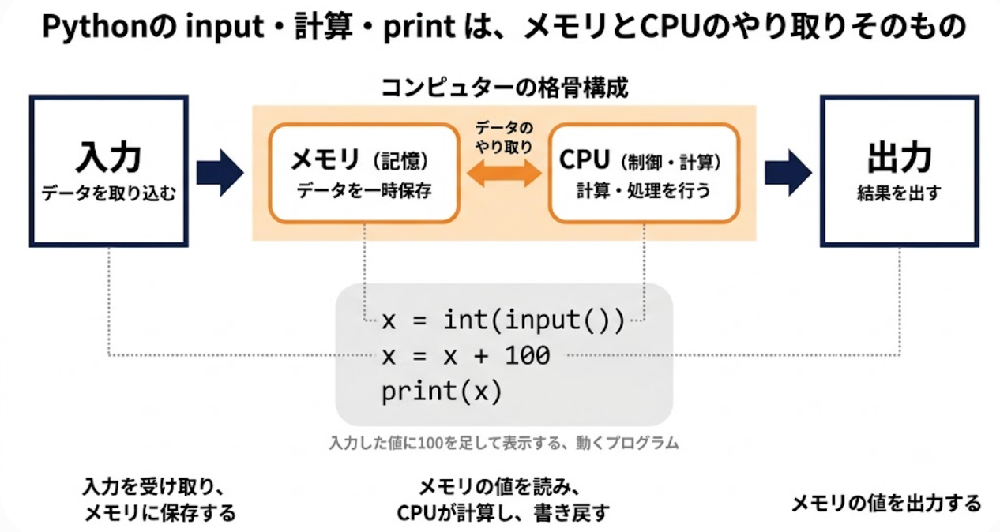 Pythonの input・計算・print は、メモリとCPUのやり取りそのもの
コンピュターの格骨構成
入力
データを取り込む
メモリ（記憶）
データを一時保存
データの
やり取り
CPU（制御・計算）
計算・処理を行う
出力
結果を出す
x = int(input())
x = x + 100
print(x)
入力した値に100を足して表示する、動くプログラム
入力を受け取り、
メモリに保存する
メモリの値を読み、
CPUが計算し、書き戻す
メモリの値を出力する